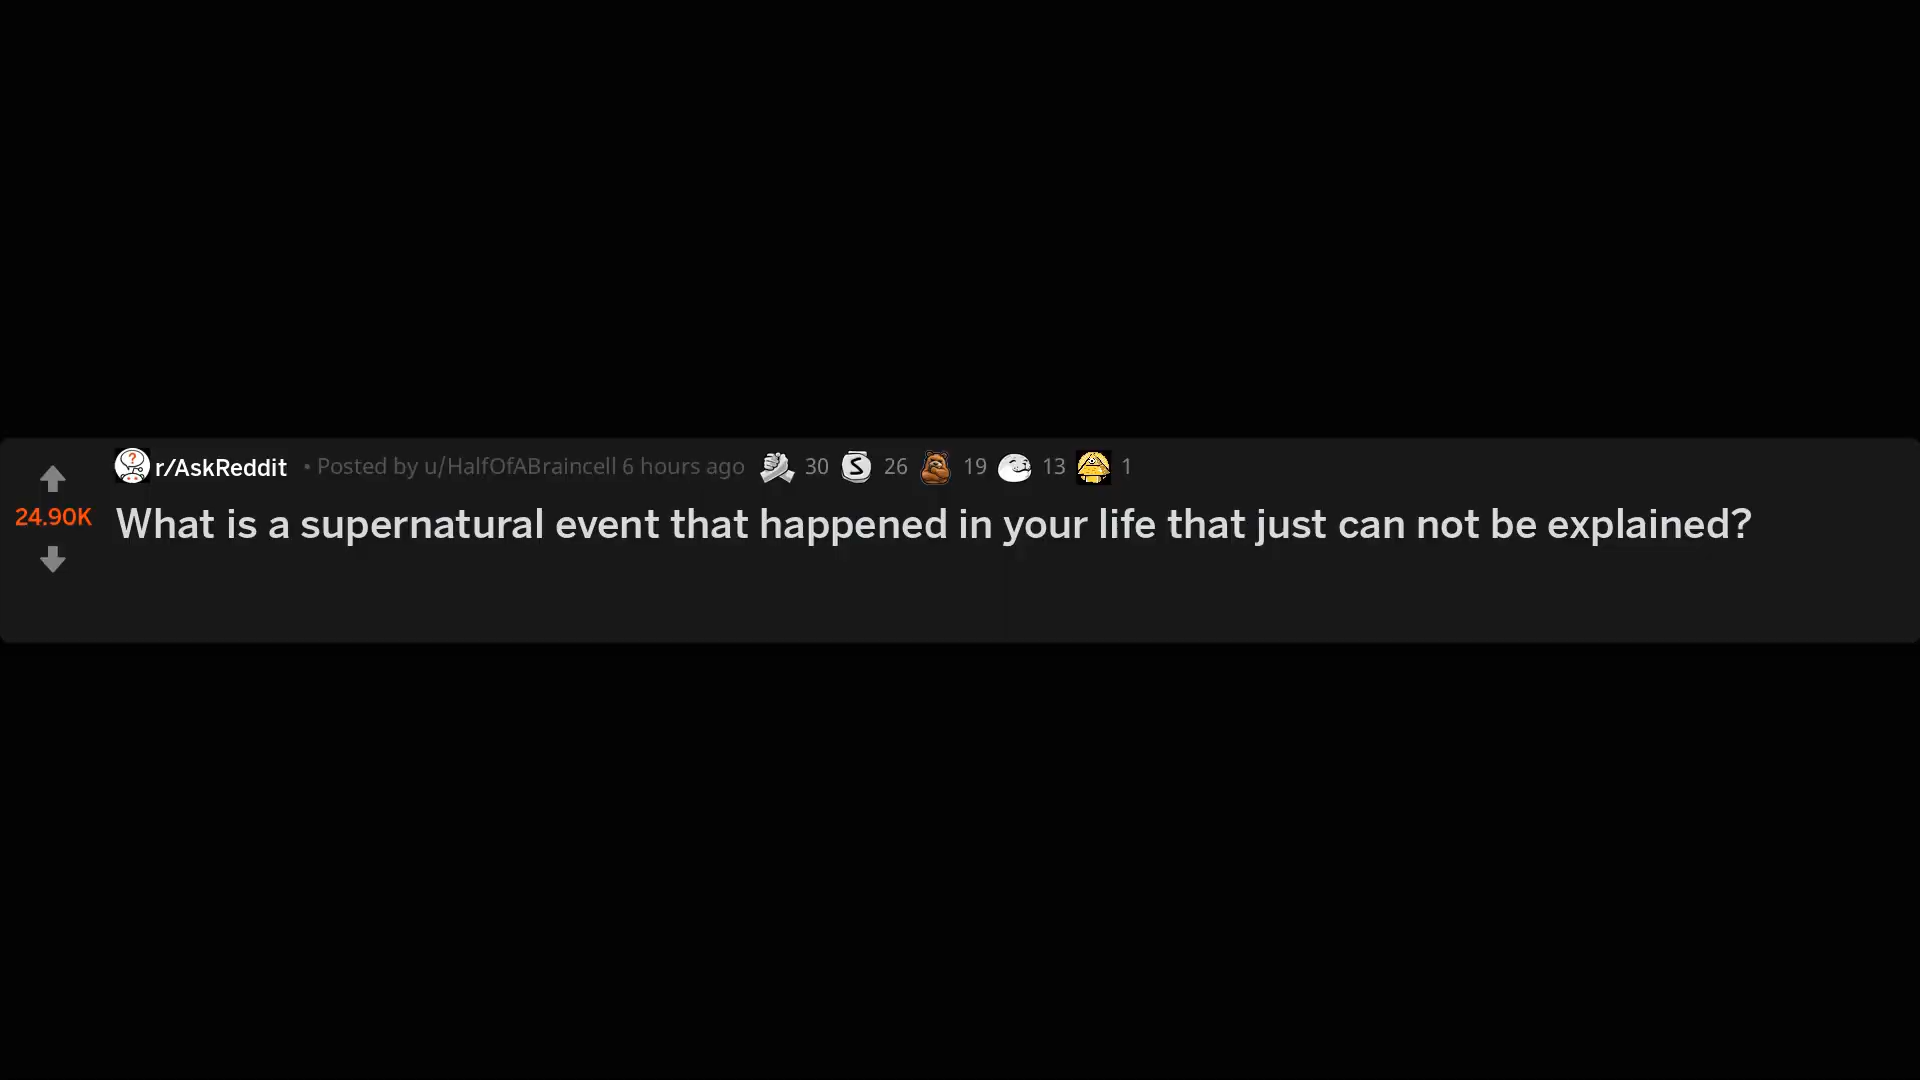 r/AskReddit • Posted by u/HalfOfABraincell 6 hours ago 30 26 19 13 1
24.90K What is a supernatural event that happened in your life that just can not be explained?